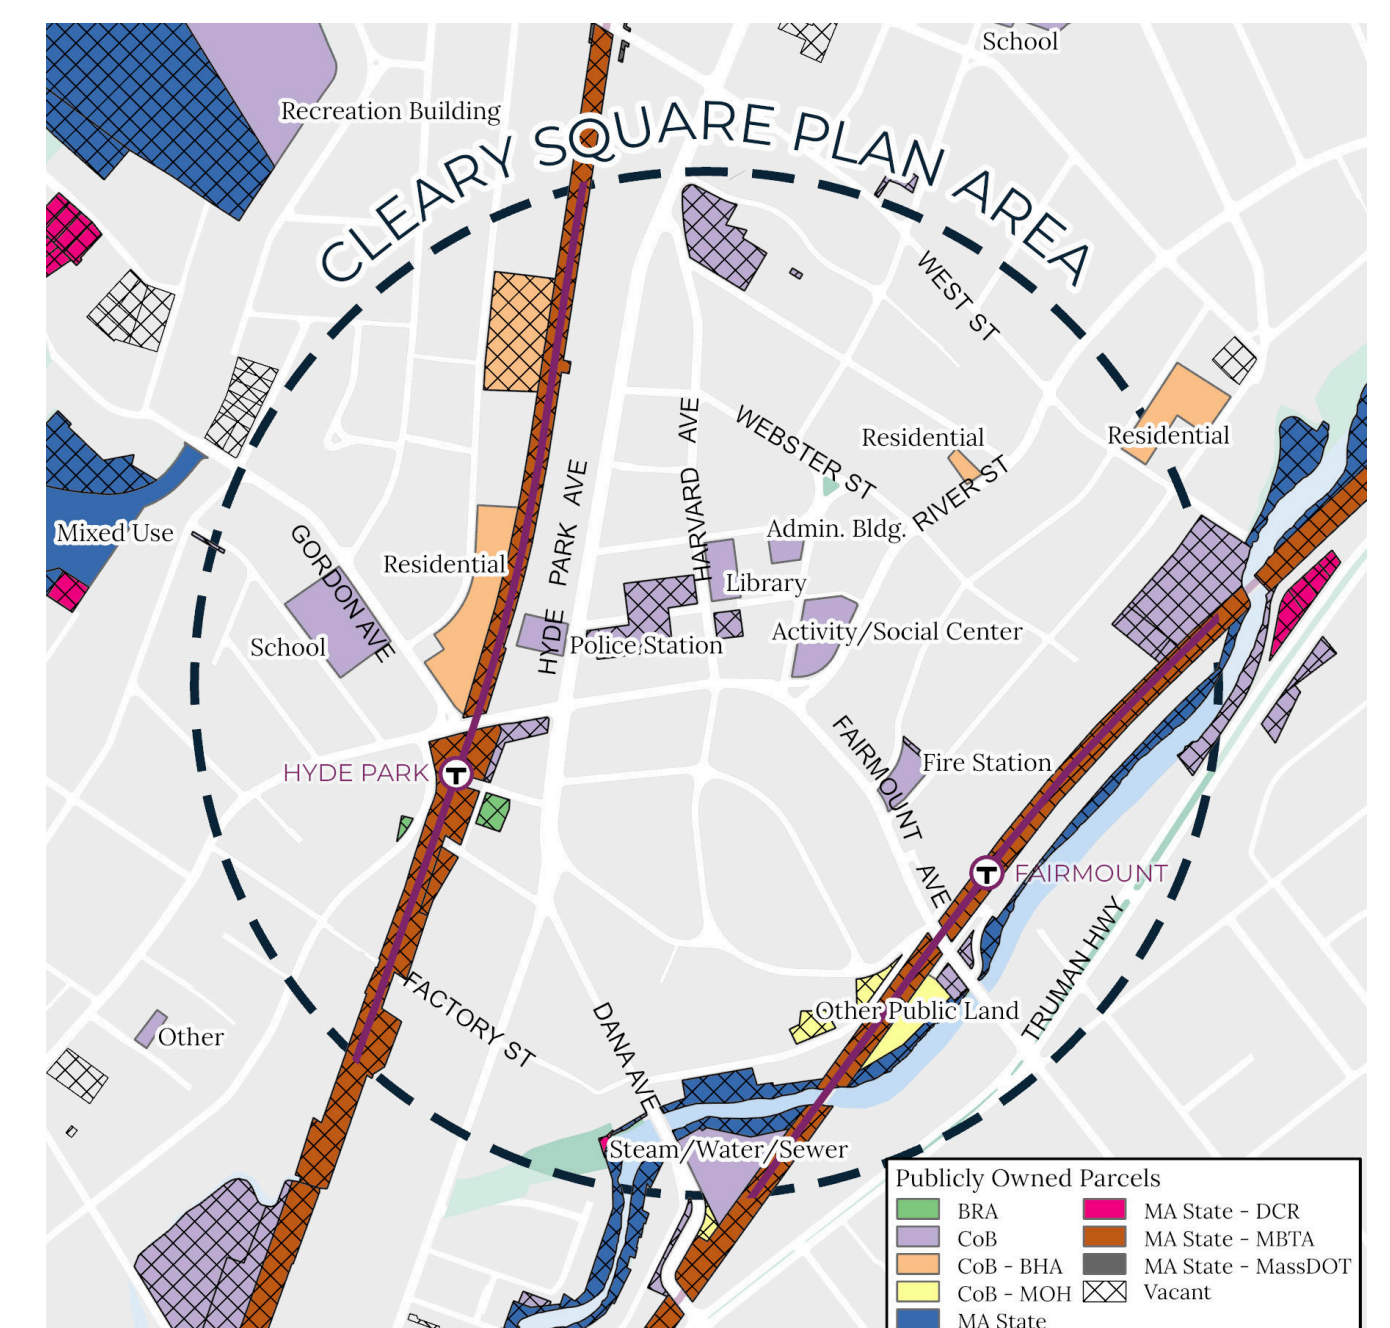 School
Recreation Building
CLEARY SQUARE PLAN AREA
WEST ST
HARVARD AVE
WEBSTER ST
Residential
Residential
RIVER ST
HYDE PARK AVE
Mixed Use
GORDON AVE
Residential
Admin. Bldg.
Library
School
Police Station
Activity/Social Center
FAIRMOUNT AVE
Fire Station
HYDE PARK
T
T
FAIRMOUNT
TRUMAN HWY
Other Public Land
FACTORY ST
DANA AVE
Other
Steam/Water/Sewer
Publicly Owned Parcels
BRA
CoB
CoB - BHA
CoB - MOH
MA State
MA State - DCR
MA State - MBTA
MA State - MassDOT
Vacant